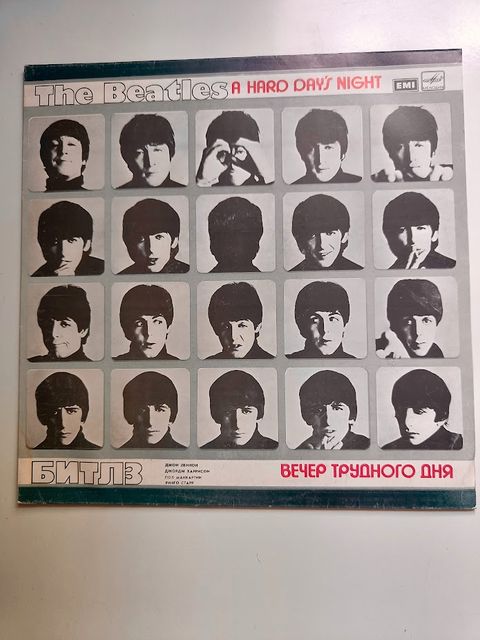 The Beatles A HARD DAY'S NIGHT EMI
БИТЛЗ
ДЖОН ЛЕННОН
ДЖОРДЖ ХАРРИСОН
ПОЛ МАККАРТНИ
РИНГО СТАРР
ВЕЧЕР ТРУДНОГО ДНЯ